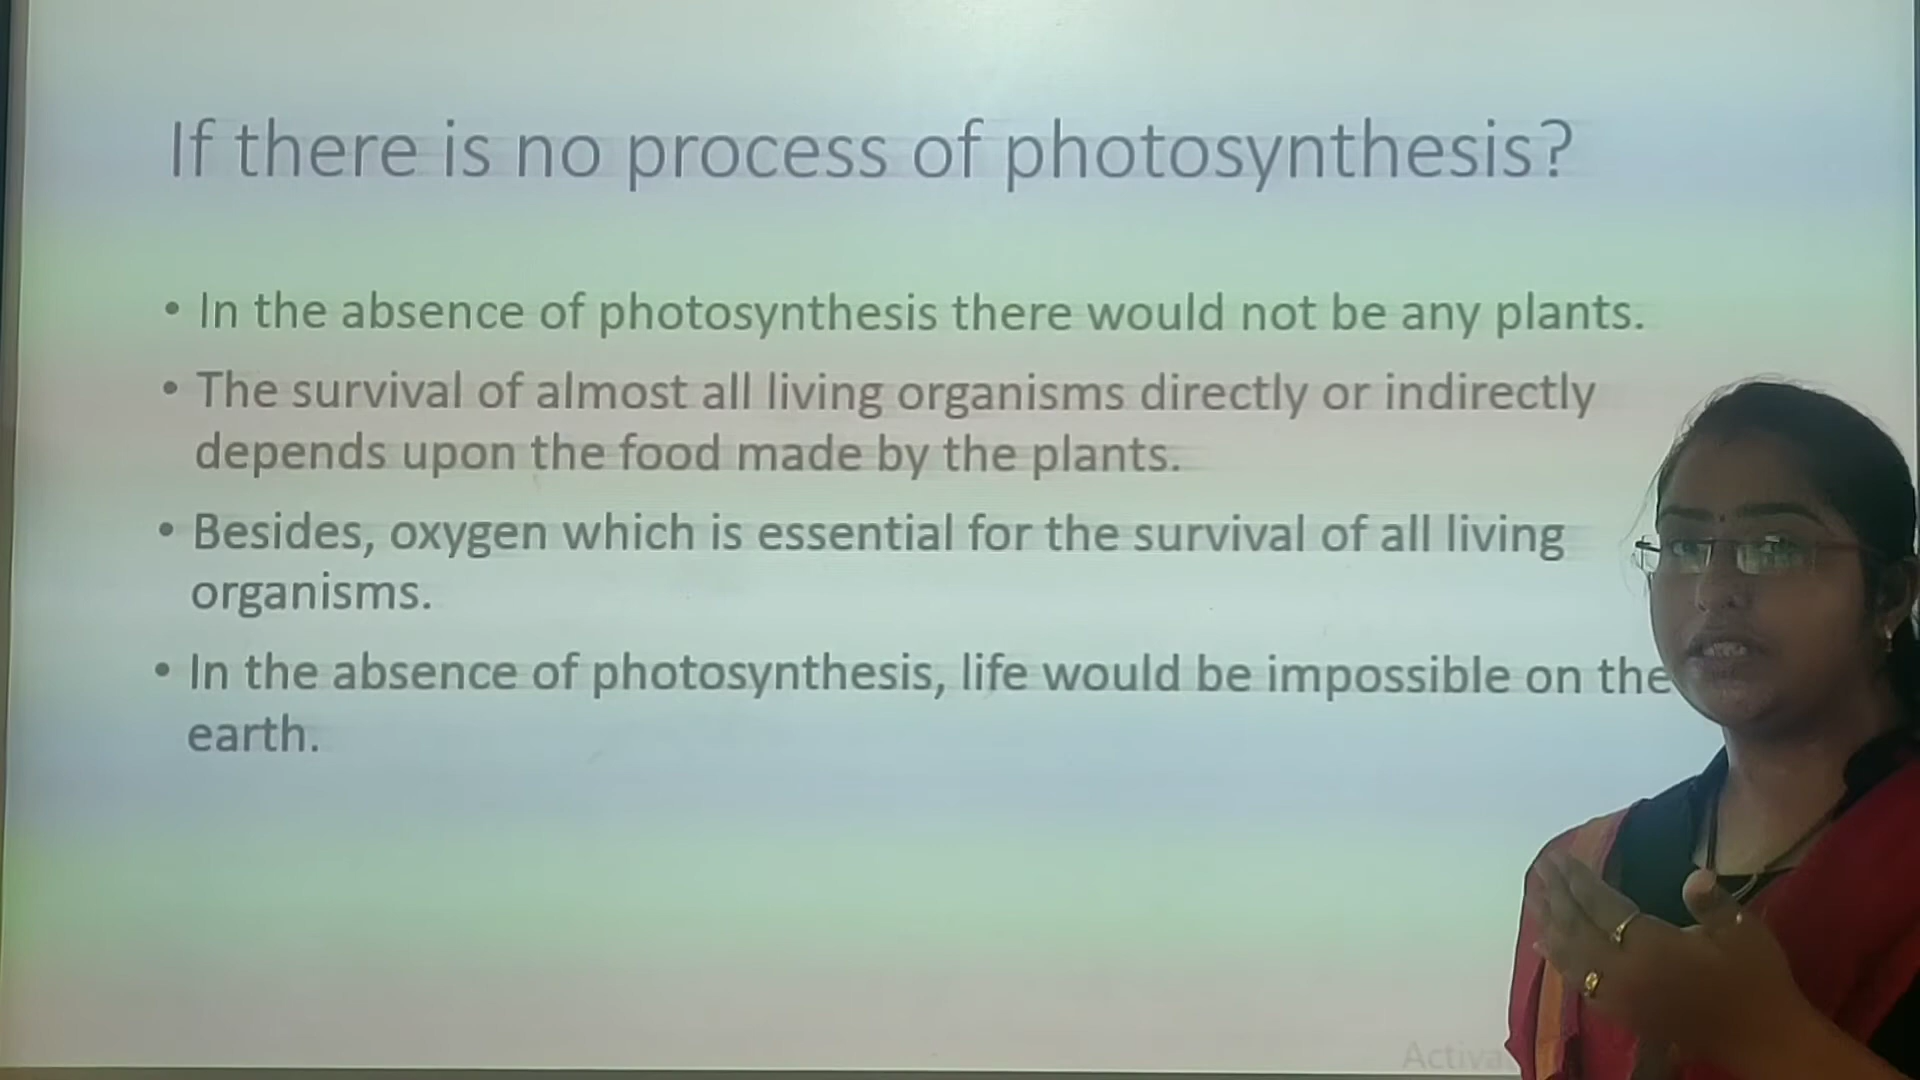 If there is no process of photosynthesis?
• In the absence of photosynthesis there would not be any plants.
• The survival of almost all living organisms directly or indirectly
depends upon the food made by the plants.
• Besides, oxygen which is essential for the survival of all living
organisms.
• In the absence of photosynthesis, life would be impossible on the
earth.